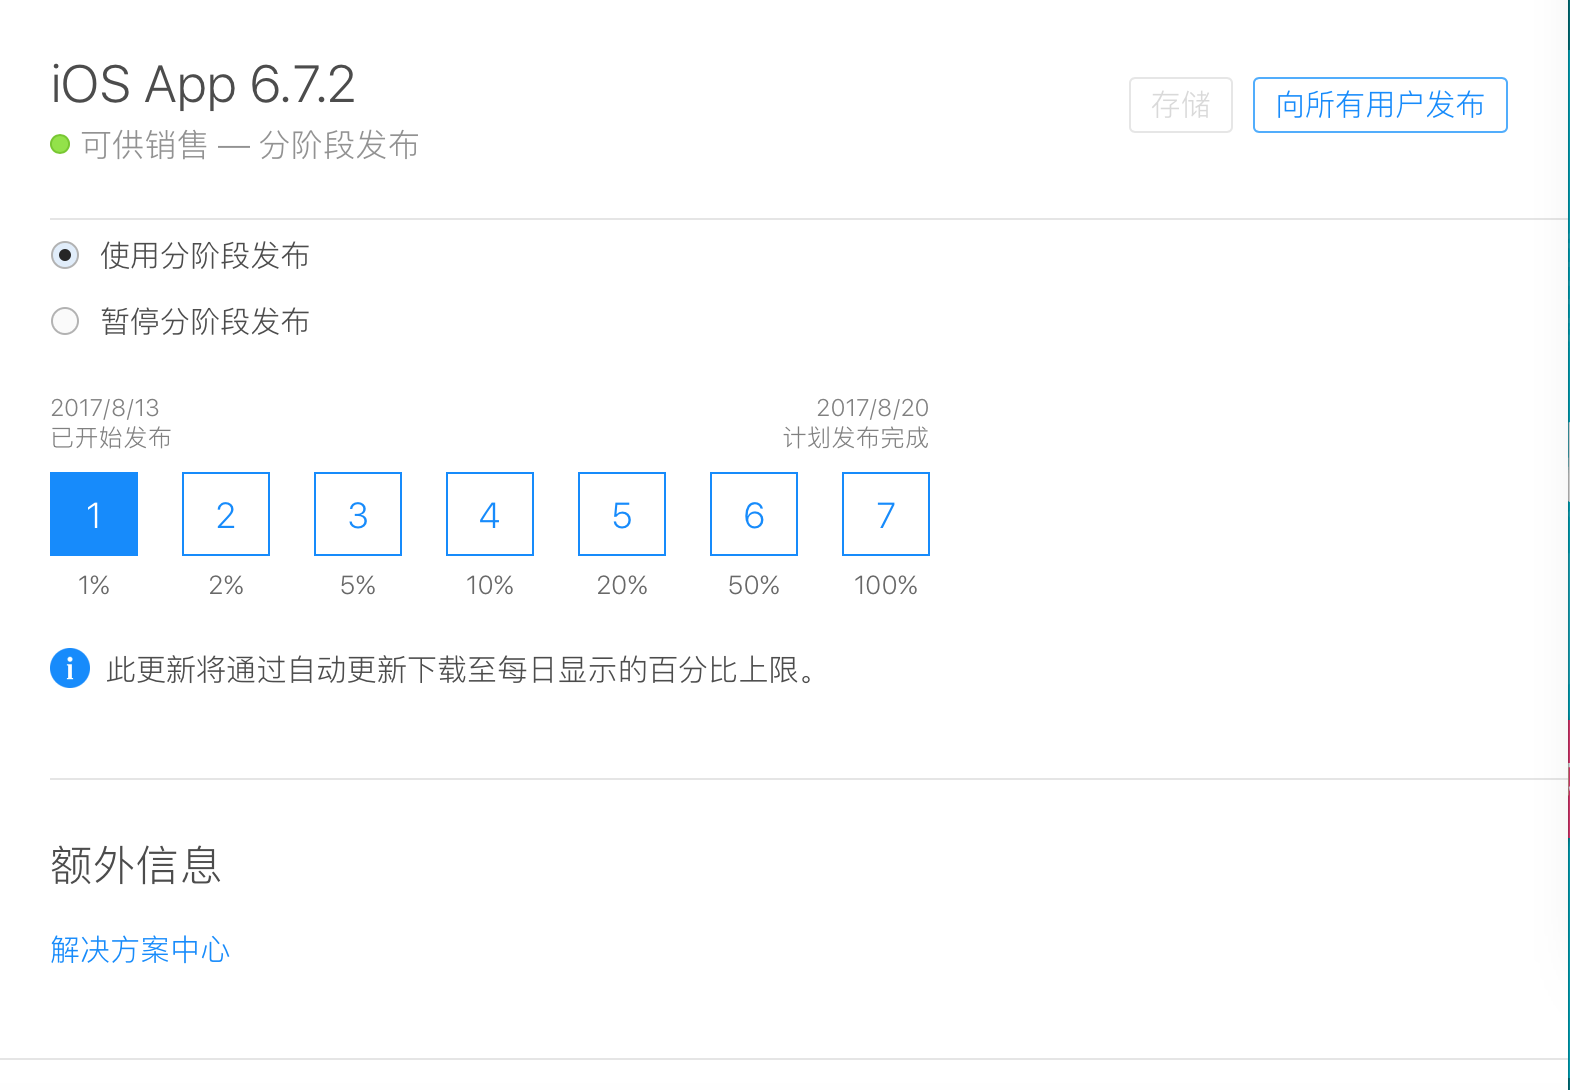 iOS App 6.7.2
可供销售 — 分阶段发布
存储
向所有用户发布
使用分阶段发布
暂停分阶段发布
2017/8/13
已开始发布
2017/8/20
计划发布完成
1 2 3 4 5 6 7
1% 2% 5% 10% 20% 50% 100%
此更新将通过自动更新下载至每日显示的百分比上限。
额外信息
解决方案中心